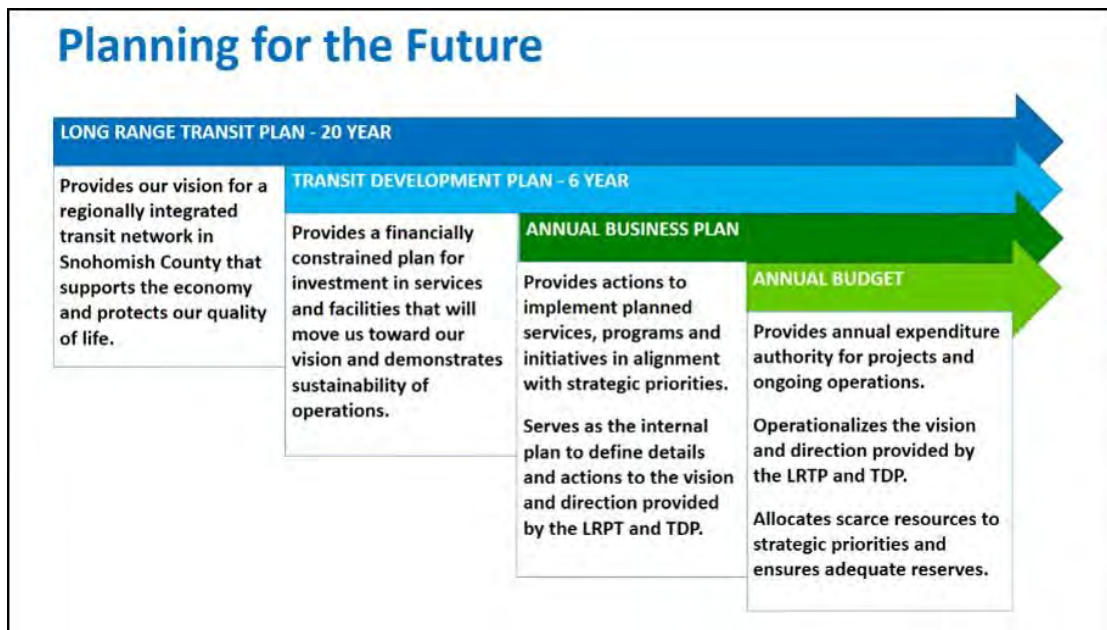 Planning for the Future
LONG RANGE TRANSIT PLAN - 20 YEAR
Provides our vision for a
regionally integrated
transit network in
Snohomish County that
supports the economy
and protects our quality
of life.
TRANSIT DEVELOPMENT PLAN – 6 YEAR
Provides a financially
constrained plan for
investment in services
and facilities that will
move us toward our
vision and demonstrates
sustainability of
operations.
ANNUAL BUSINESS PLAN
Provides actions to
implement planned
services, programs and
initiatives in alignment
with strategic priorities.
Serves as the internal
plan to define details
and actions to the vision
and direction provided
by the LRPT and TDP.
ANNUAL BUDGET
Provides annual expenditure
authority for projects and
ongoing operations.
Operationalizes the vision
and direction provided by
the LRTP and TDP.
Allocates scarce resources to
strategic priorities and
ensures adequate reserves.